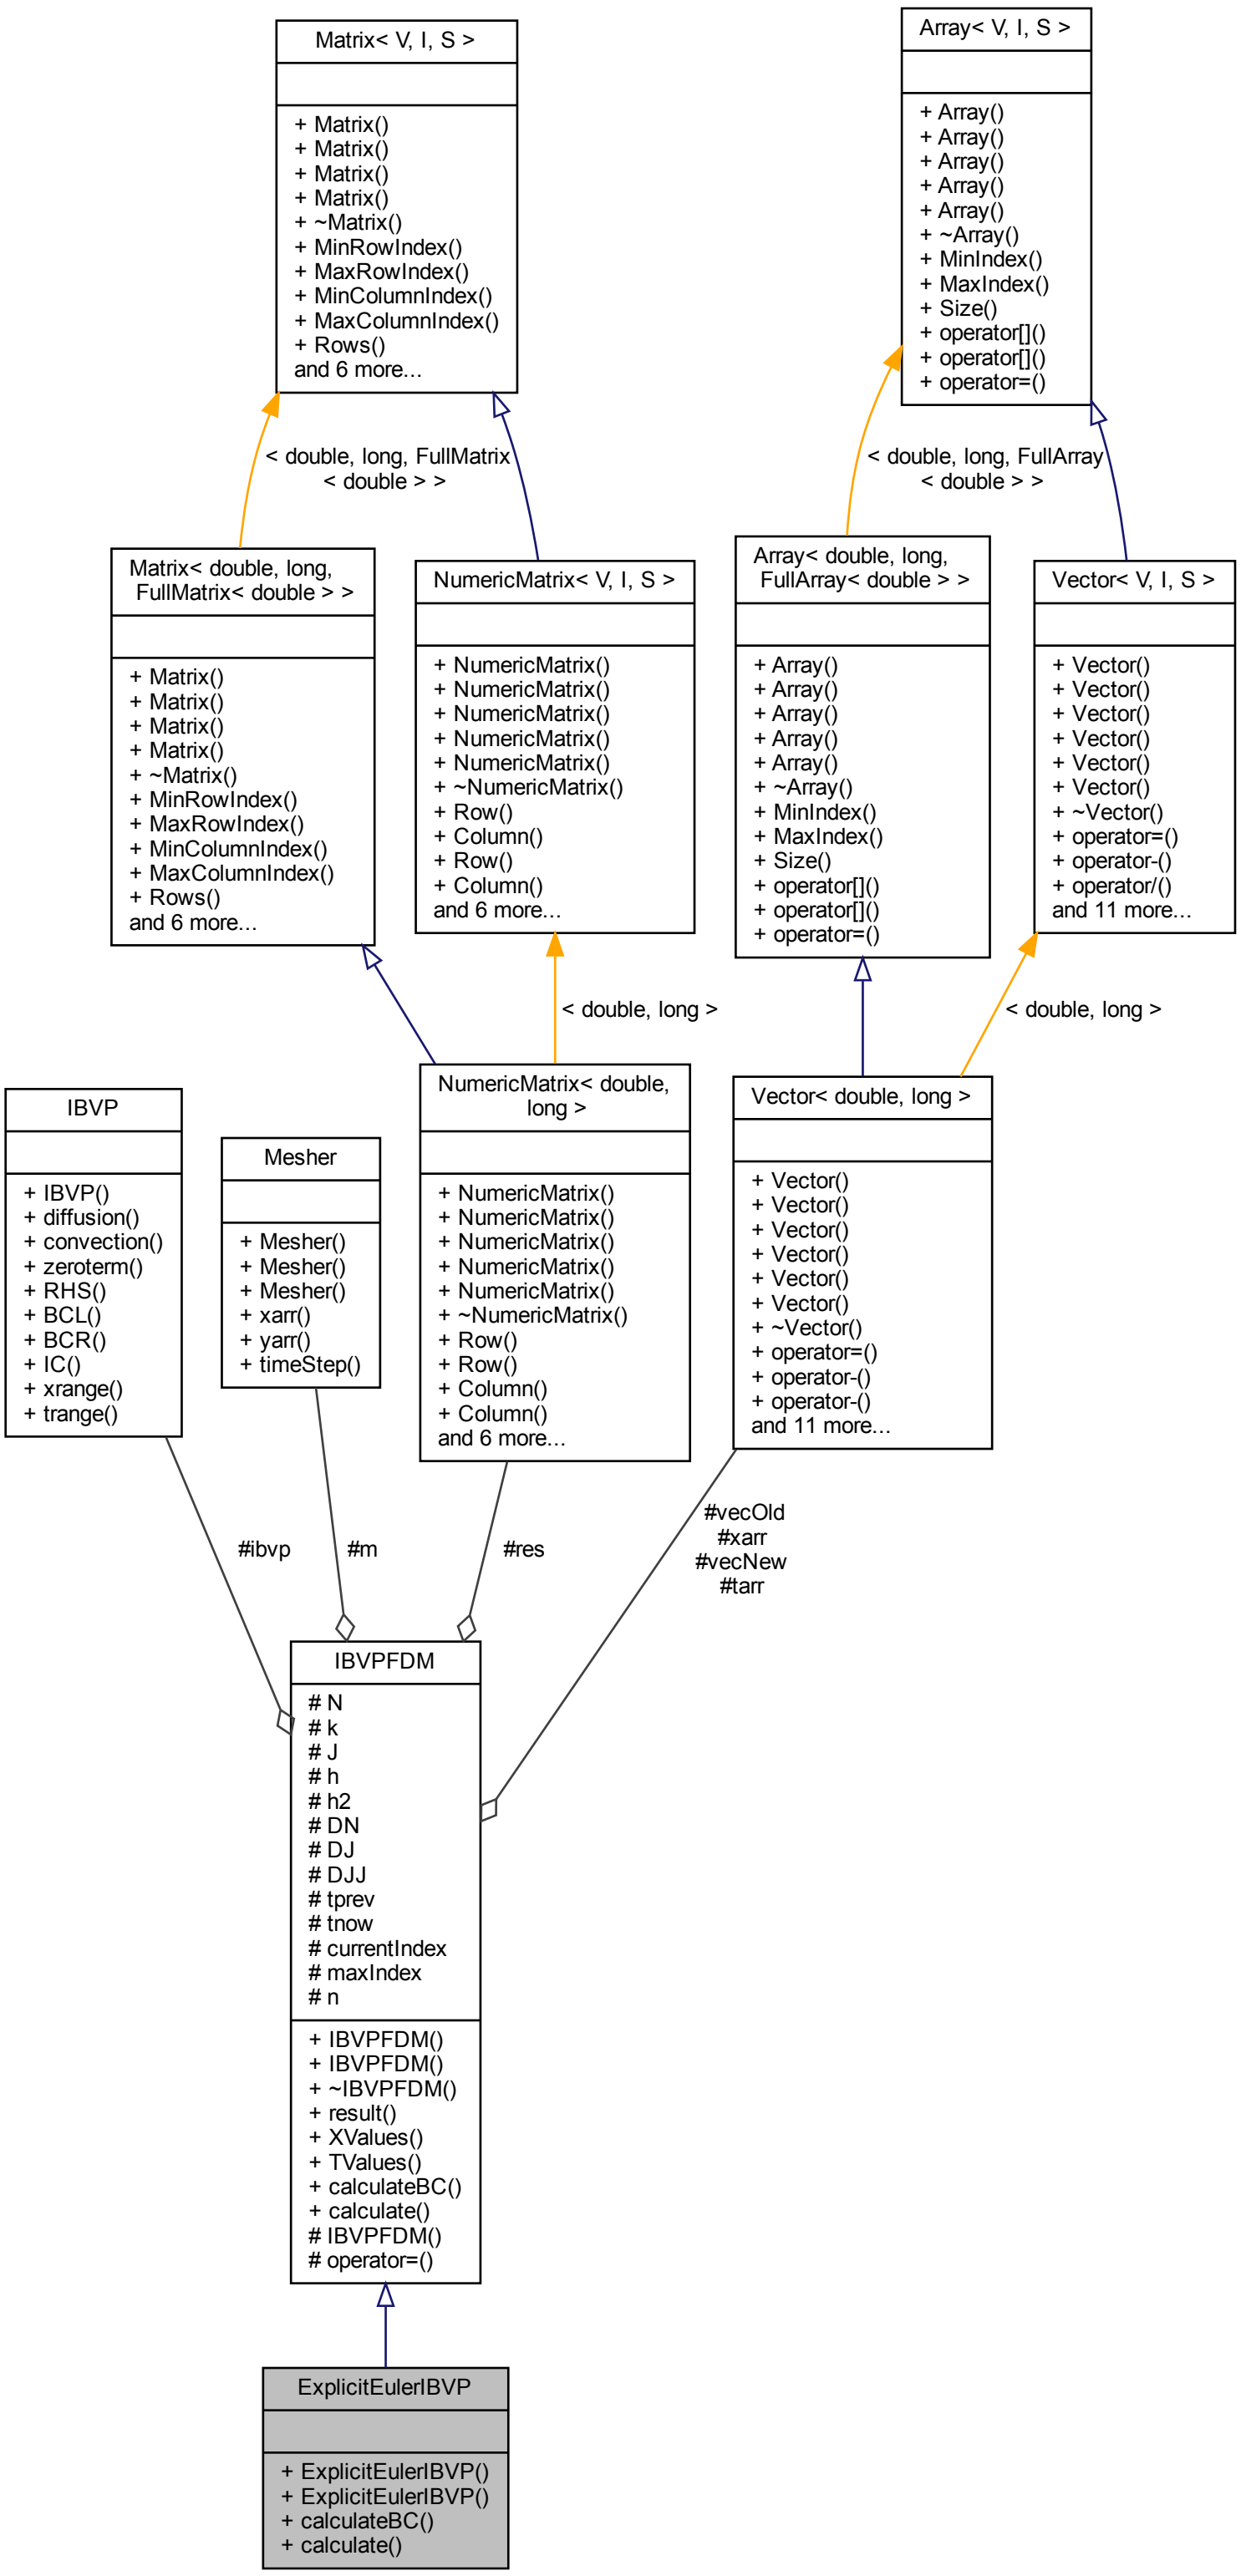 Matrix< V, I, S >
+ Matrix()
+ Matrix()
+ Matrix()
+ Matrix()
+ ~Matrix()
+ MinRowIndex()
+ MaxRowIndex()
+ MinColumnIndex()
+ MaxColumnIndex()
+ Rows()
and 6 more...
Array< V, I, S >
+ Array()
+ Array()
+ Array()
+ Array()
+ Array()
+ ~Array()
+ MinIndex()
+ MaxIndex()
+ Size()
+ operator[]()
+ operator[]()
+ operator=()
< double, long, FullMatrix
< double > >
< double, long, FullArray
< double > >
Matrix< double, long,
FullMatrix< double > >
+ Matrix()
+ Matrix()
+ Matrix()
+ Matrix()
+ ~Matrix()
+ MinRowIndex()
+ MaxRowIndex()
+ MinColumnIndex()
+ MaxColumnIndex()
+ Rows()
and 6 more...
NumericMatrix< V, I, S >
+ NumericMatrix()
+ NumericMatrix()
+ NumericMatrix()
+ NumericMatrix()
+ NumericMatrix()
+ ~NumericMatrix()
+ Row()
+ Column()
+ Row()
+ Column()
and 6 more...
Array< double, long,
FullArray< double > >
+ Array()
+ Array()
+ Array()
+ Array()
+ Array()
+ ~Array()
+ MinIndex()
+ MaxIndex()
+ Size()
+ operator[]()
+ operator[]()
+ operator=()
Vector< V, I, S >
+ Vector()
+ Vector()
+ Vector()
+ Vector()
+ Vector()
+ Vector()
+ ~Vector()
+ operator=()
+ operator-()
+ operator/()
and 11 more...
< double, long >
< double, long >
IBVP
+ IBVP()
+ diffusion()
+ convection()
+ zeroterm()
+ RHS()
+ BCL()
+ BCR()
+ IC()
+ xrange()
+ trange()
Mesher
+ Mesher()
+ Mesher()
+ Mesher()
+ xarr()
+ yarr()
+ timeStep()
NumericMatrix< double,
long >
+ NumericMatrix()
+ NumericMatrix()
+ NumericMatrix()
+ NumericMatrix()
+ NumericMatrix()
+ ~NumericMatrix()
+ Row()
+ Row()
+ Column()
+ Column()
and 6 more...
Vector< double, long >
+ Vector()
+ Vector()
+ Vector()
+ Vector()
+ Vector()
+ Vector()
+ ~Vector()
+ operator=()
+ operator-()
+ operator-()
and 11 more...
#ibvp
#m
#res
#vecOld
#xarr
#vecNew
#tarr
IBVPFDM
# N
# k
# J
# h
# h2
# DN
# DJ
# DJJ
# tprev
# tnow
# currentIndex
# maxIndex
# n
+ IBVPFDM()
+ IBVPFDM()
+ ~IBVPFDM()
+ result()
+ XValues()
+ TValues()
+ calculateBC()
+ calculate()
# IBVPFDM()
# operator=()
ExplicitEulerIBVP
+ ExplicitEulerIBVP()
+ ExplicitEulerIBVP()
+ calculateBC()
+ calculate()